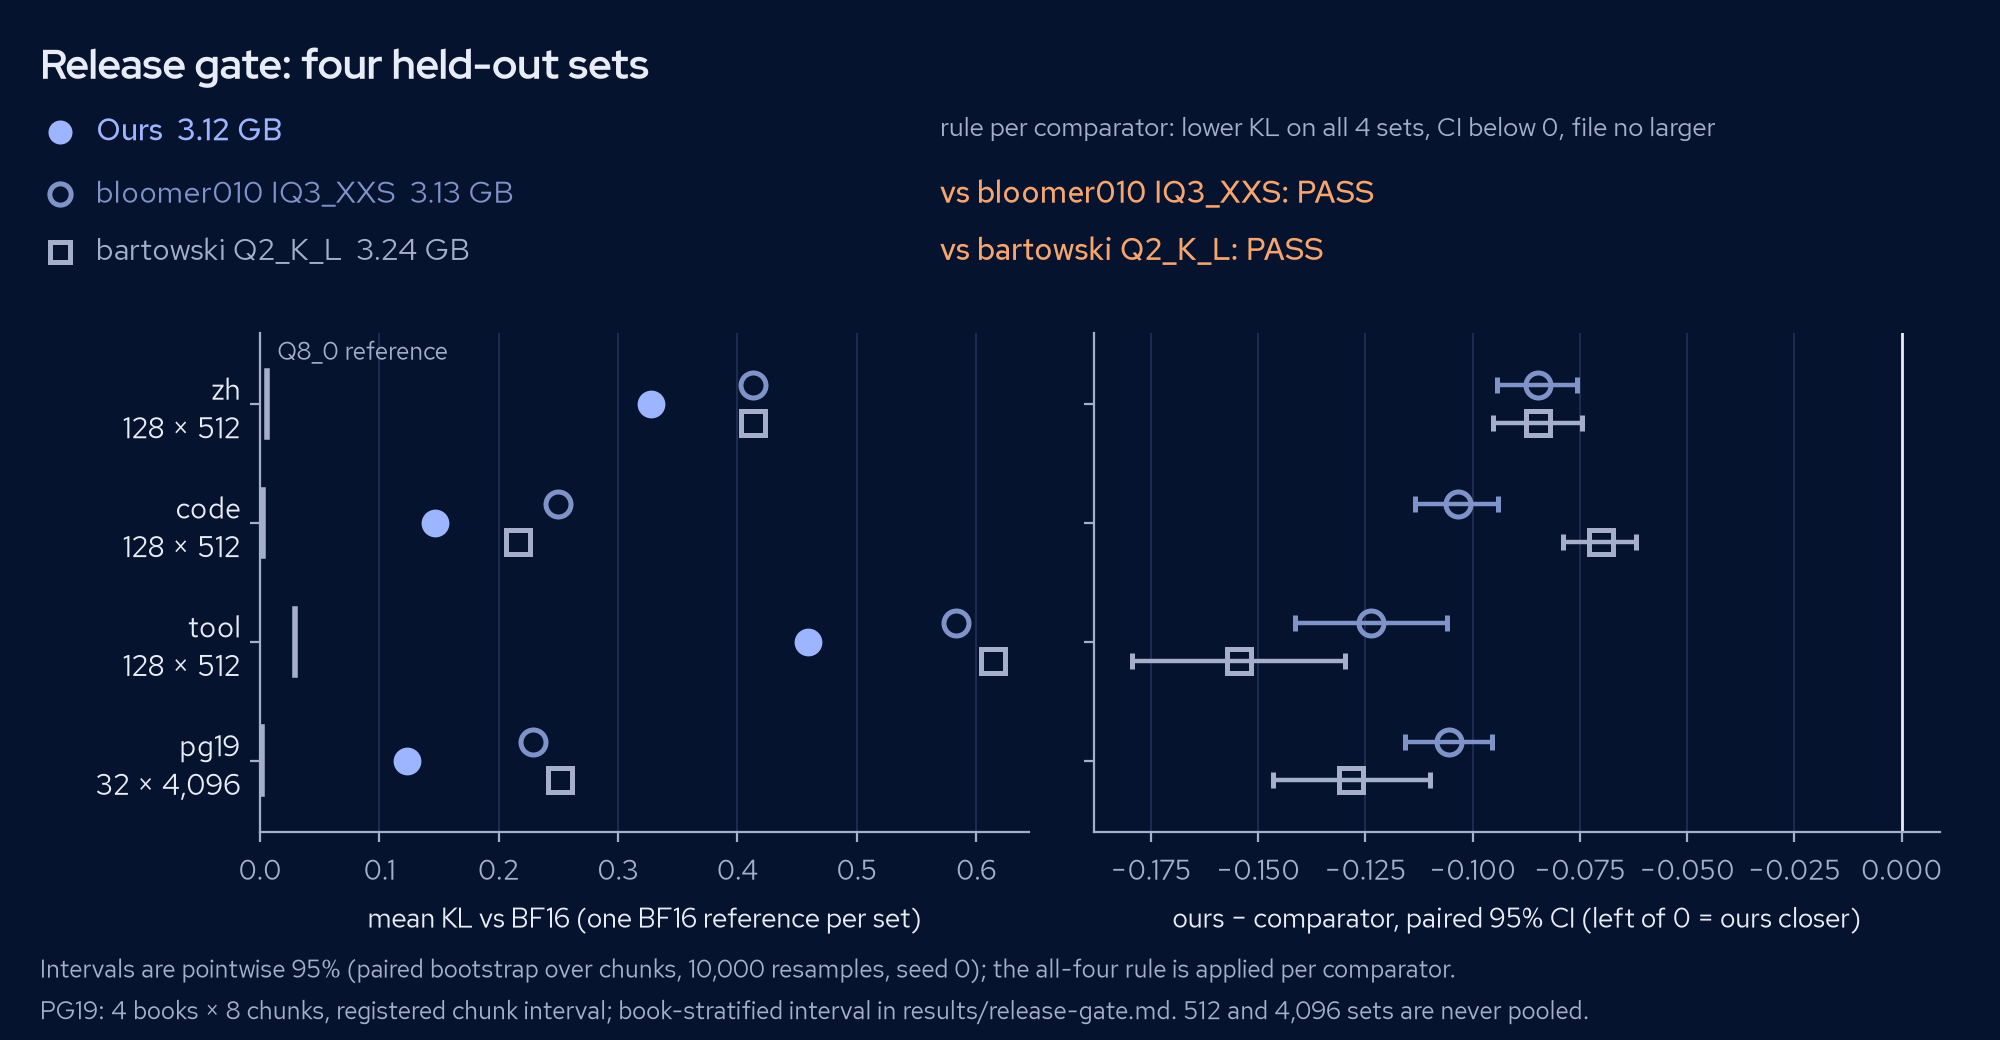 Release gate: four held-out sets
Ours 3.12 GB
bloomer010 IQ3_XXS 3.13 GB
bartowski Q2_K_L 3.24 GB
rule per comparator: lower KL on all 4 sets, CI below 0, file no larger
vs bloomer010 IQ3_XXS: PASS
vs bartowski Q2_K_L: PASS
Q8_0 reference
zh
128 × 512
code
128 × 512
tool
128 × 512
pg19
32 × 4,096
0.0 0.1 0.2 0.3 0.4 0.5 0.6
mean KL vs BF16 (one BF16 reference per set)
−0.175 −0.150 −0.125 −0.100 −0.075 −0.050 −0.025 0.000
ours − comparator, paired 95% CI (left of 0 = ours closer)
Intervals are pointwise 95% (paired bootstrap over chunks, 10,000 resamples, seed 0); the all-four rule is applied per comparator.
PG19: 4 books × 8 chunks, registered chunk interval; book-stratified interval in results/release-gate.md. 512 and 4,096 sets are never pooled.